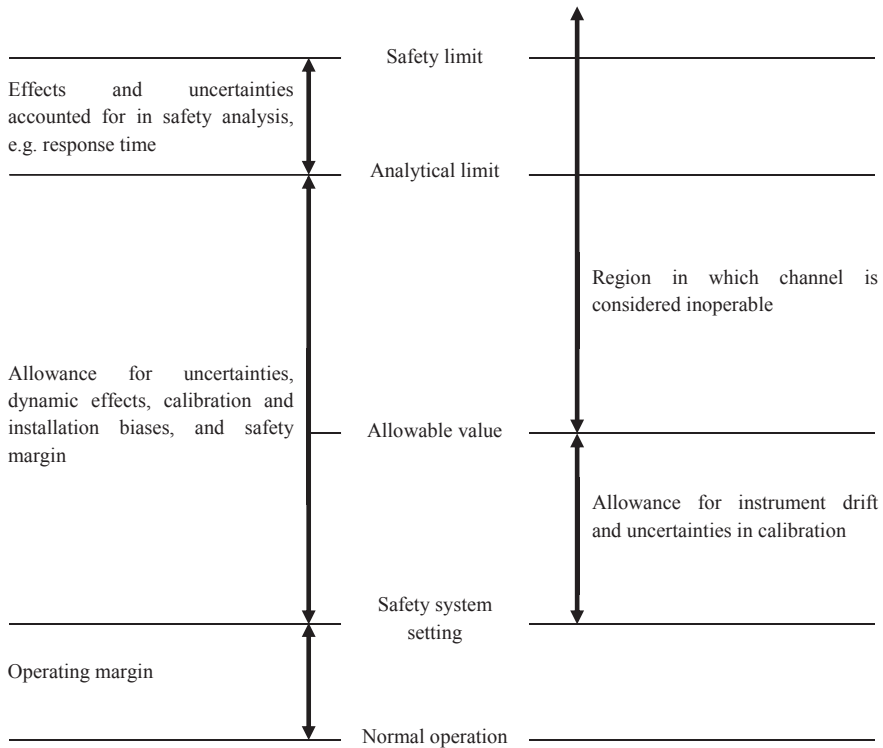 Safety limit
Effects and uncertainties
accounted for in safety analysis,
e.g. response time
Analytical limit
Region in which channel is
considered inoperable
Allowance for uncertainties,
dynamic effects, calibration and
installation biases, and safety
margin
Allowable value
Allowance for instrument drift
and uncertainties in calibration
Safety system
setting
Operating margin
Normal operation